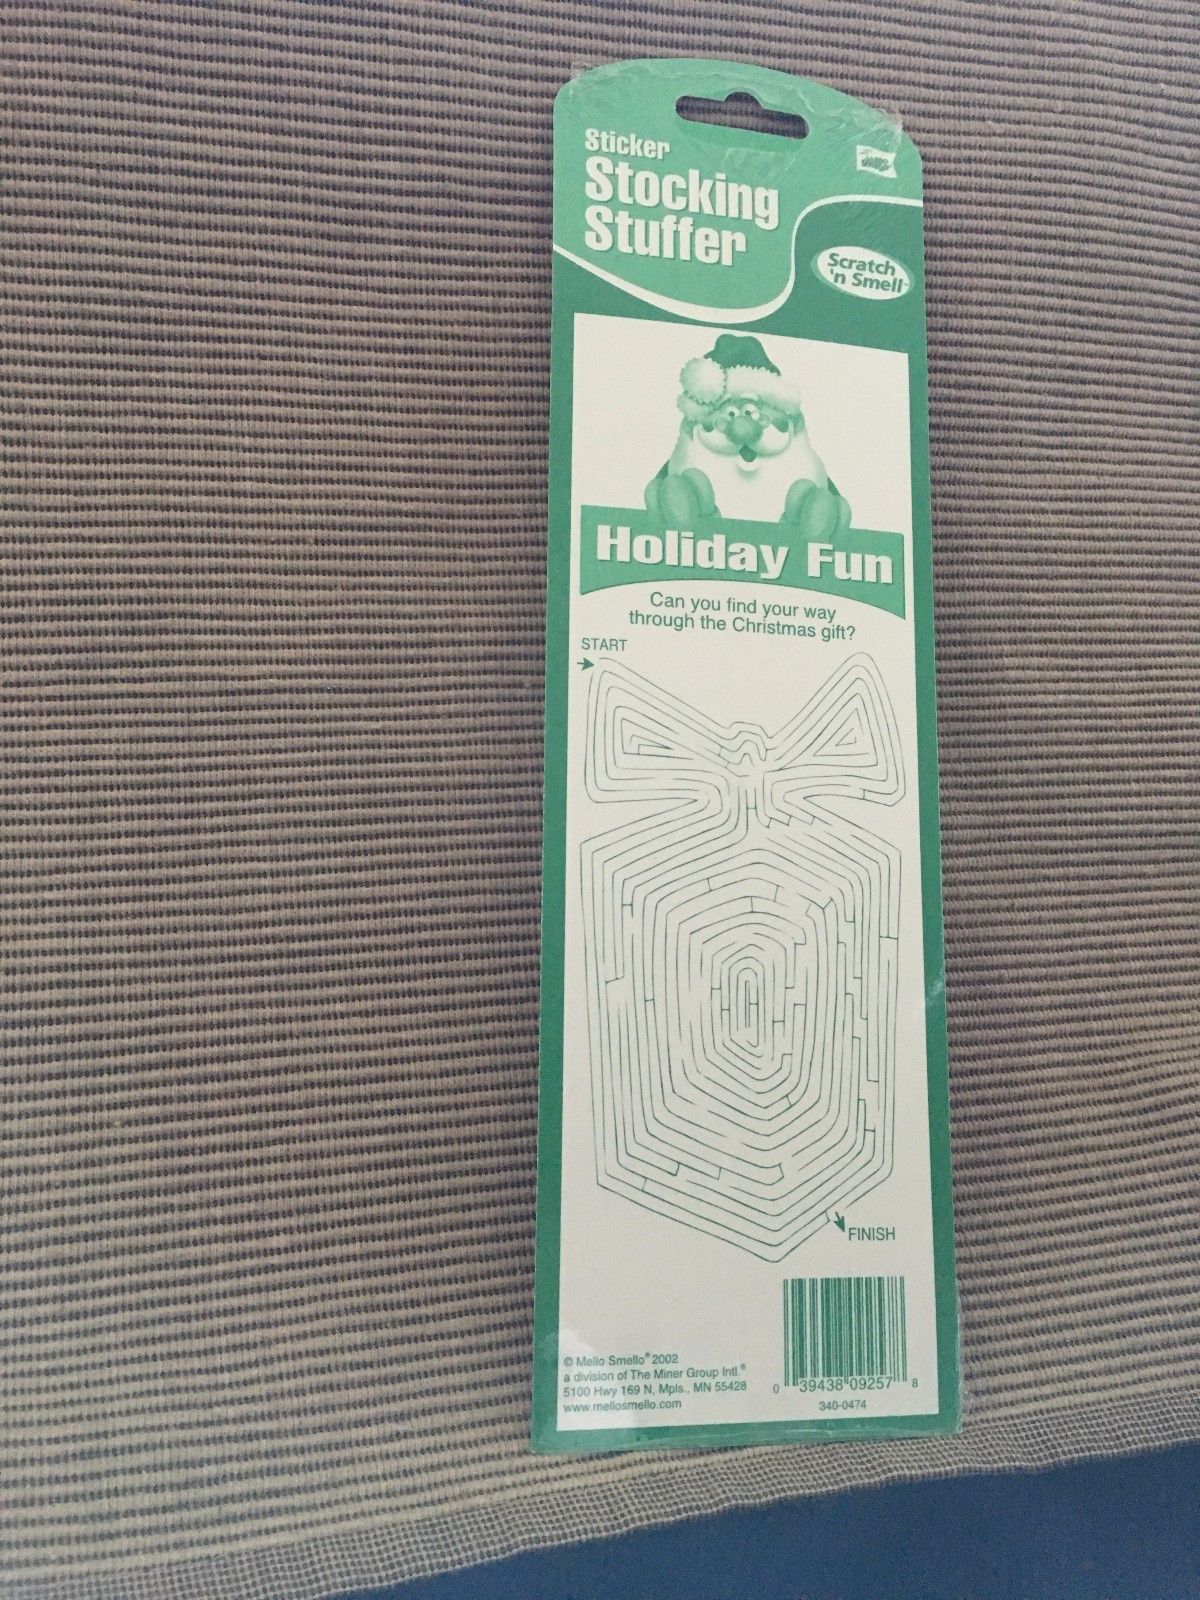 Sticker
Stocking
Stuffer
Scratch
'n Smell™
Holiday Fun
Can you find your way
through the Christmas gift?
START
FINISH
© Mello Smello® 2002
a division of The Miner Group Intl.®
5100 Hwy 169 N, Mpls., MN 55428
www.mellosmello.com
0 39438 09257 8
340-0474